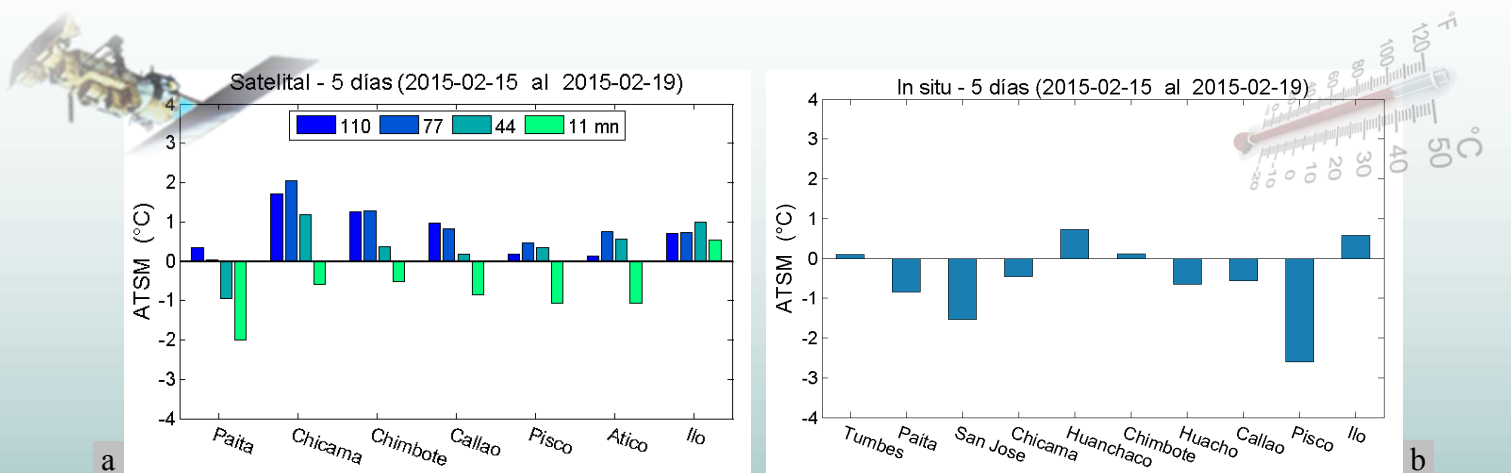 Satelital - 5 días (2015-02-15 al 2015-02-19)
110 77 44 11 mn
ATSM (°C)
4
3
2
1
0
-1
-2
-3
-4
Paita Chicama Chimbote Callao Pisco Atico Ilo
a
In situ - 5 días (2015-02-15 al 2015-02-19)
ATSM (°C)
4
3
2
1
0
-1
-2
-3
-4
Tumbes Paita San Jose Chicama Huanchaco Chimbote Huacho Callao Pisco Ilo
b
°F
120
100
80
60
40
°C
-20 -10 0 10 20 30 40 50